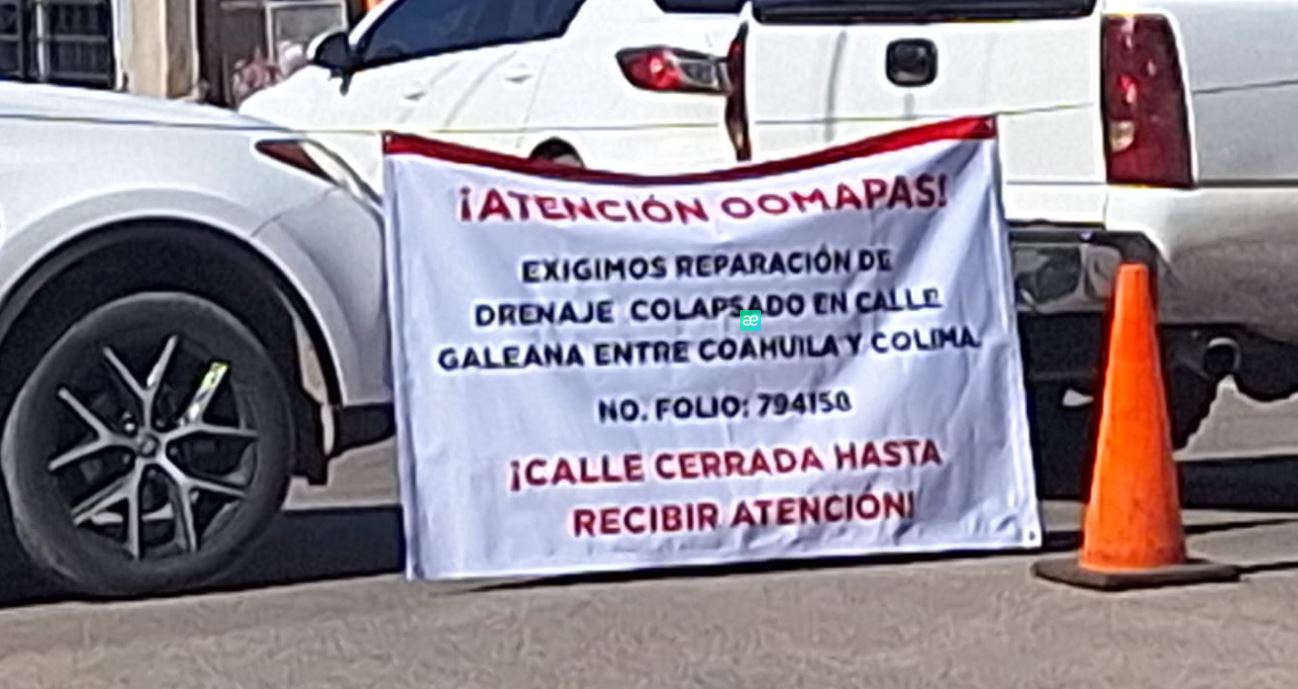 ¡ATENCIÓN OOMAPAS!
EXIGIMOS REPARACIÓN DE
DRENAJE COLAPSADO EN CALLE
GALEANA ENTRE COAHUILA Y COLIMA.
NO. FOLIO: 794150
¡CALLE CERRADA HASTA
RECIBIR ATENCIÓN!
æ